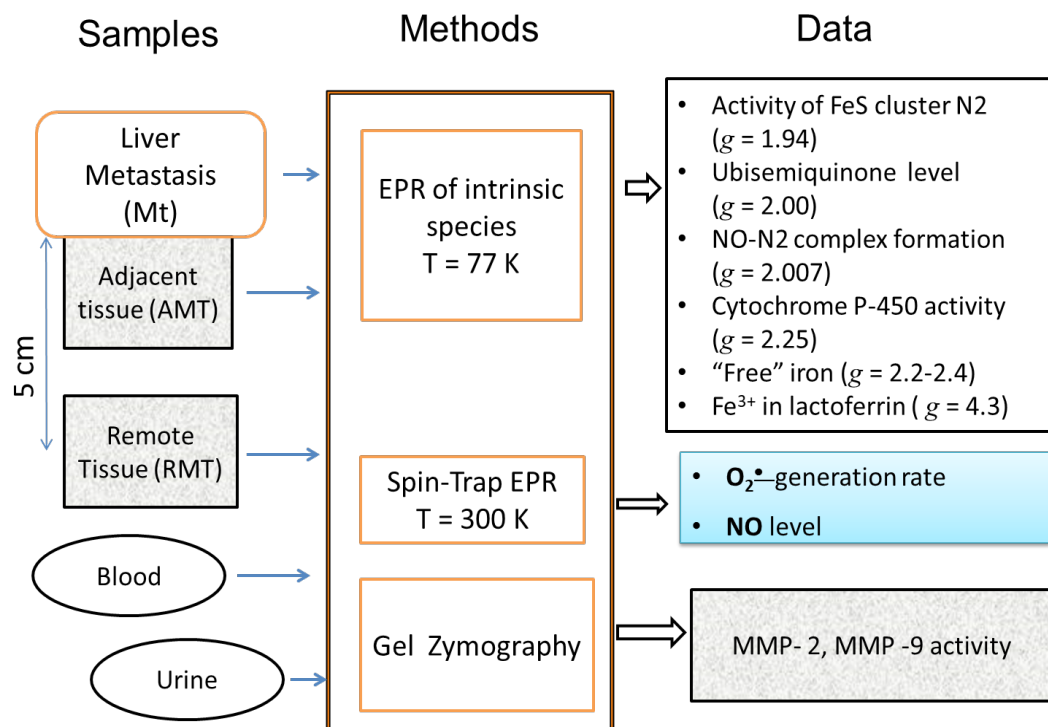 Samples
Methods
Data
Liver
Metastasis
(Mt)
Adjacent
tissue (AMT)
5 cm
Remote
Tissue (RMT)
Blood
Urine
EPR of intrinsic
species
T = 77 K
Spin-Trap EPR
T = 300 K
Gel Zymography
• Activity of FeS cluster N2
(g = 1.94)
• Ubisemiquinone level
(g = 2.00)
• NO-N2 complex formation
(g = 2.007)
• Cytochrome P-450 activity
(g = 2.25)
• “Free” iron (g = 2.2-2.4)
• Fe³⁺ in lactoferrin ( g = 4.3)
• O₂•–generation rate
• NO level
MMP- 2, MMP -9 activity